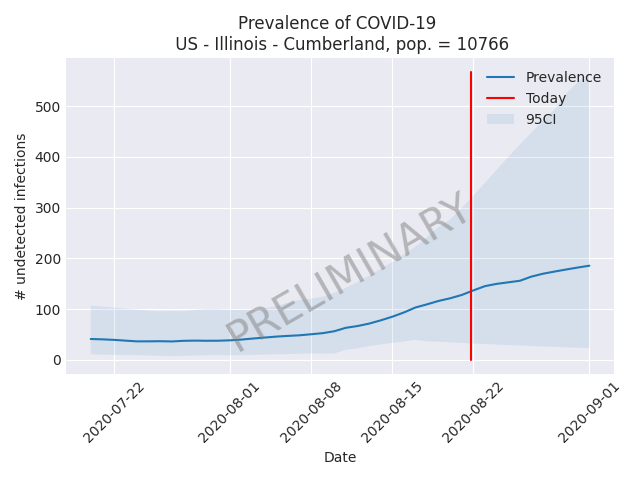 Prevalence of COVID-19
US - Illinois - Cumberland, pop. = 10766
Prevalence
Today
95CI
PRELIMINARY
# undetected infections
500
400
300
200
100
0
2020-07-22
2020-08-01
2020-08-08
2020-08-15
2020-08-22
2020-09-01
Date